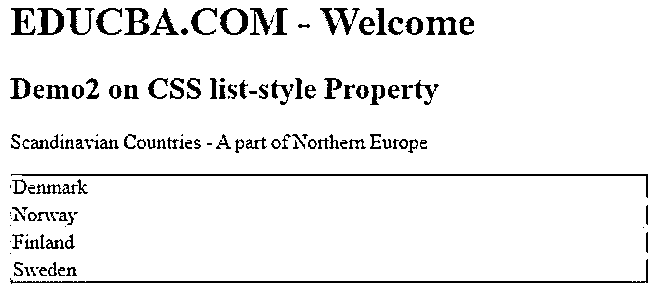 EDUCBA.COM - Welcome
Demo2 on CSS list-style Property
Scandinavian Countries - A part of Northern Europe
Denmark
Norway
Finland
Sweden